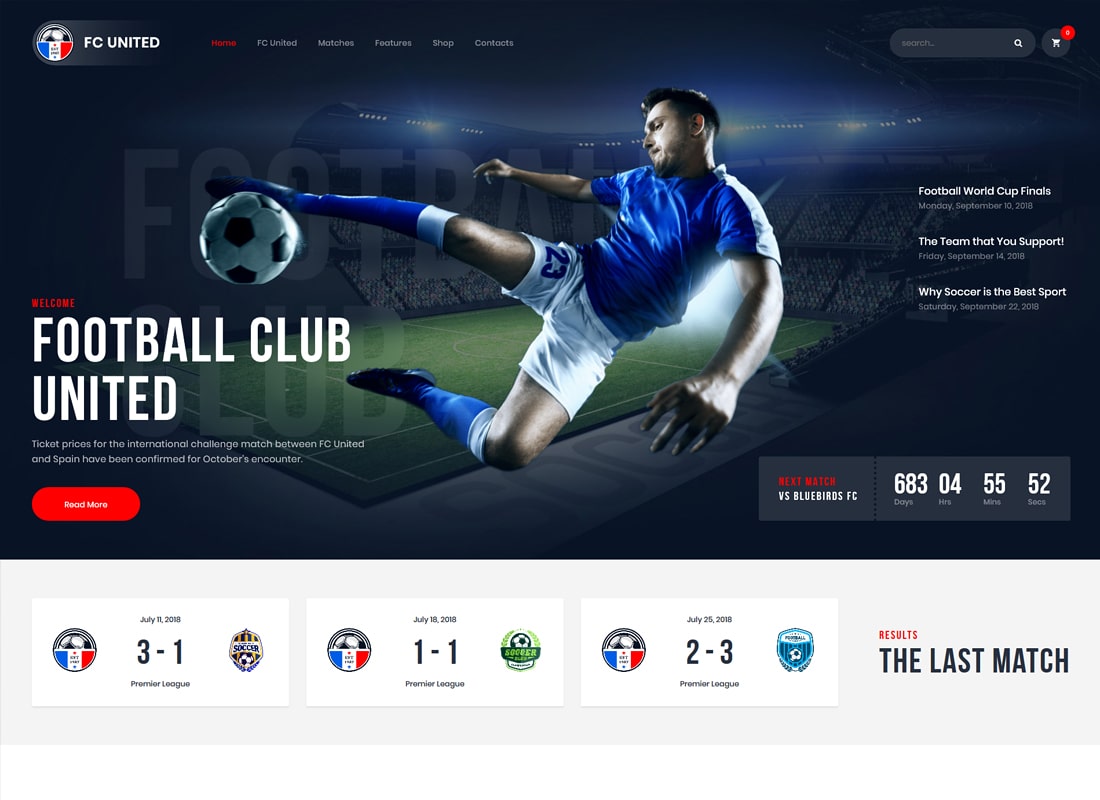 FC UNITED
Home
FC United
Matches
Features
Shop
Contacts
search...
0
FOOTBALL
CLUB
23
Football World Cup Finals
Monday, September 10, 2018
The Team that You Support!
Friday, September 14, 2018
Why Soccer is the Best Sport
Saturday, September 22, 2018
WELCOME
FOOTBALL CLUB
UNITED
Ticket prices for the international challenge match between FC United
and Spain have been confirmed for October's encounter.
Read More
NEXT MATCH
VS BLUEBIRDS FC
683 04 55 52
Days Hrs Mins Secs
July 11, 2018
3 - 1
SOCCER
Premier League
July 18, 2018
1 - 1
SOCCER
Premier League
July 25, 2018
2 - 3
FOOTBALL
Premier League
RESULTS
THE LAST MATCH